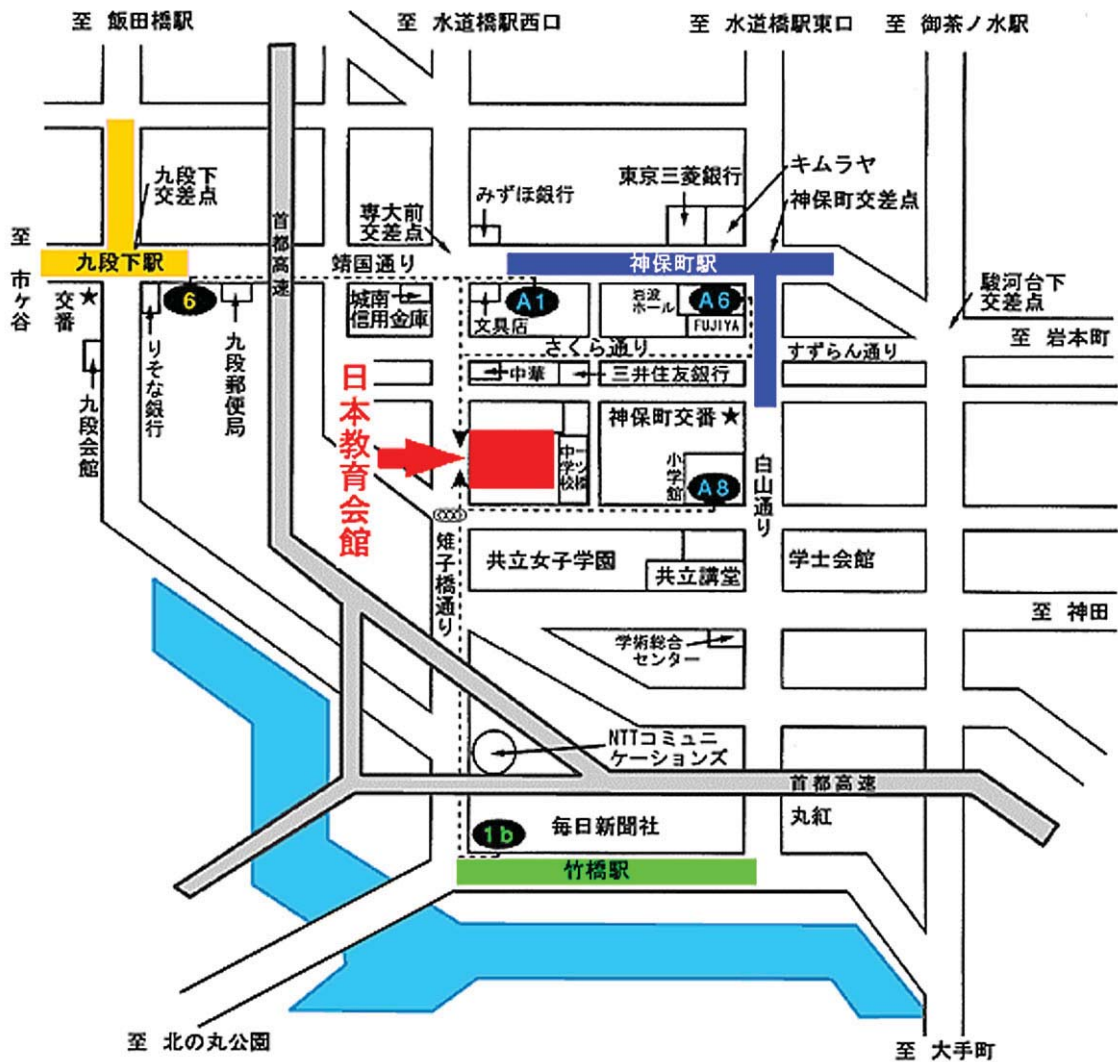 至 飯田橋駅
至 水道橋駅西口
至 水道橋駅東口
至 御茶ノ水駅
九段下
交差点
首都高速
専大前
交差点
みずほ銀行
東京三菱銀行
キムラヤ
神保町交差点
至 市ヶ谷
九段下駅
靖国通り
神保町駅
駿河台下
交差点
交番★
6
城南
信用金庫
文具店
A1
岩波
ホール
A6
FUJIYA
至 岩本町
りそな銀行
九段郵便局
九段会館
さくら通り
すずらん通り
中華
三井住友銀行
日本教育会館
神保町交番★
一ツ橋
中学校
小学館
A8
白山通り
雉子橋通り
共立女子学園
共立講堂
学士会館
至 神田
学術総合
センター
NTTコミュニ
ケーションズ
首都高速
丸紅
1b
毎日新聞社
竹橋駅
至 北の丸公園
至 大手町